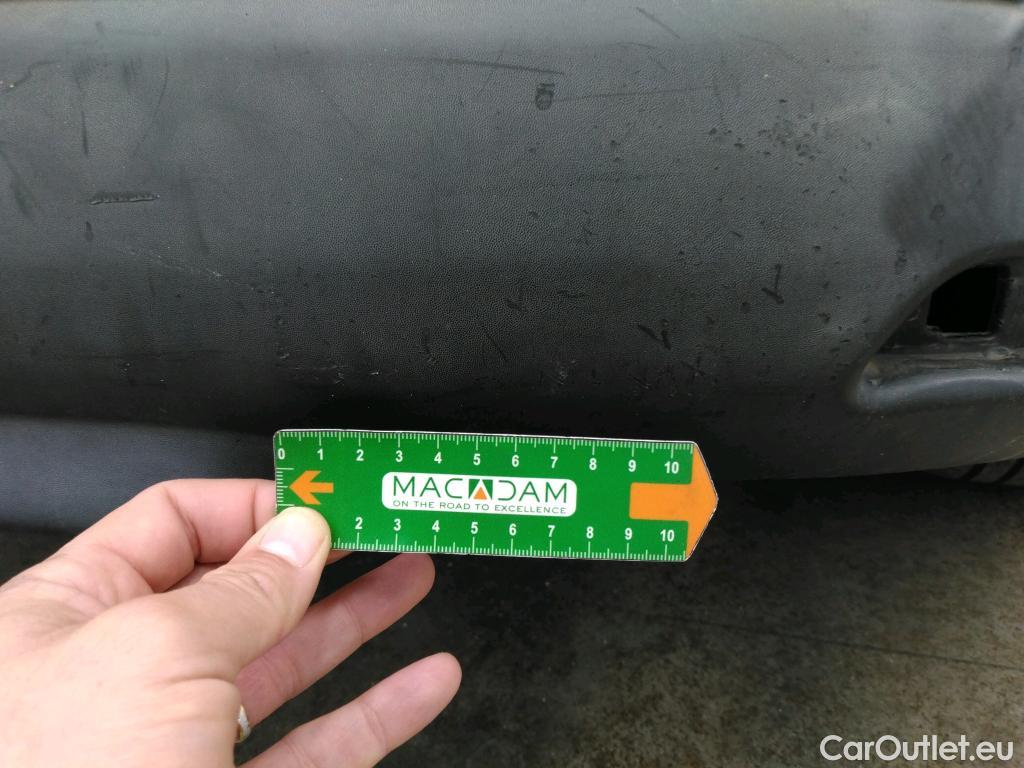 0 1 2 3 4 5 6 7 8 9 10
MACADAM
ON THE ROAD TO EXCELLENCE
2 3 4 5 6 7 8 9 10
CarOutlet.eu